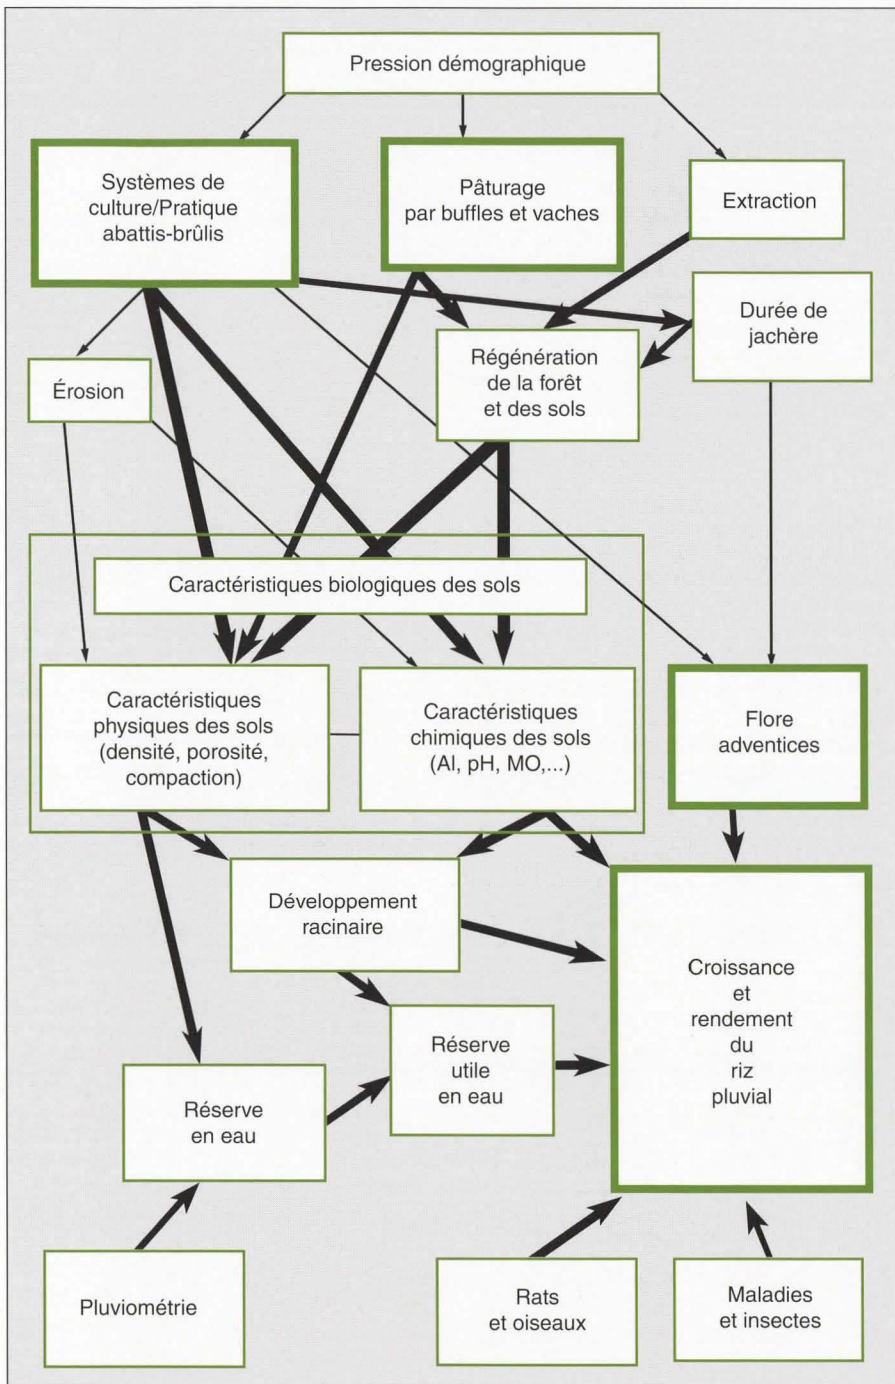 Pression démographique
Systèmes de
culture/Pratique
abattis-brûlis
Pâturage
par buffles et vaches
Extraction
Durée de
jachère
Régénération
de la forêt
et des sols
Érosion
Caractéristiques biologiques des sols
Caractéristiques
physiques des sols
(densité, porosité,
compaction)
Caractéristiques
chimiques des sols
(Al, pH, MO,...)
Flore
adventices
Développement
racinaire
Croissance
et
rendement
du
riz
pluvial
Réserve
utile
en eau
Réserve
en eau
Pluviométrie
Rats
et oiseaux
Maladies
et insectes